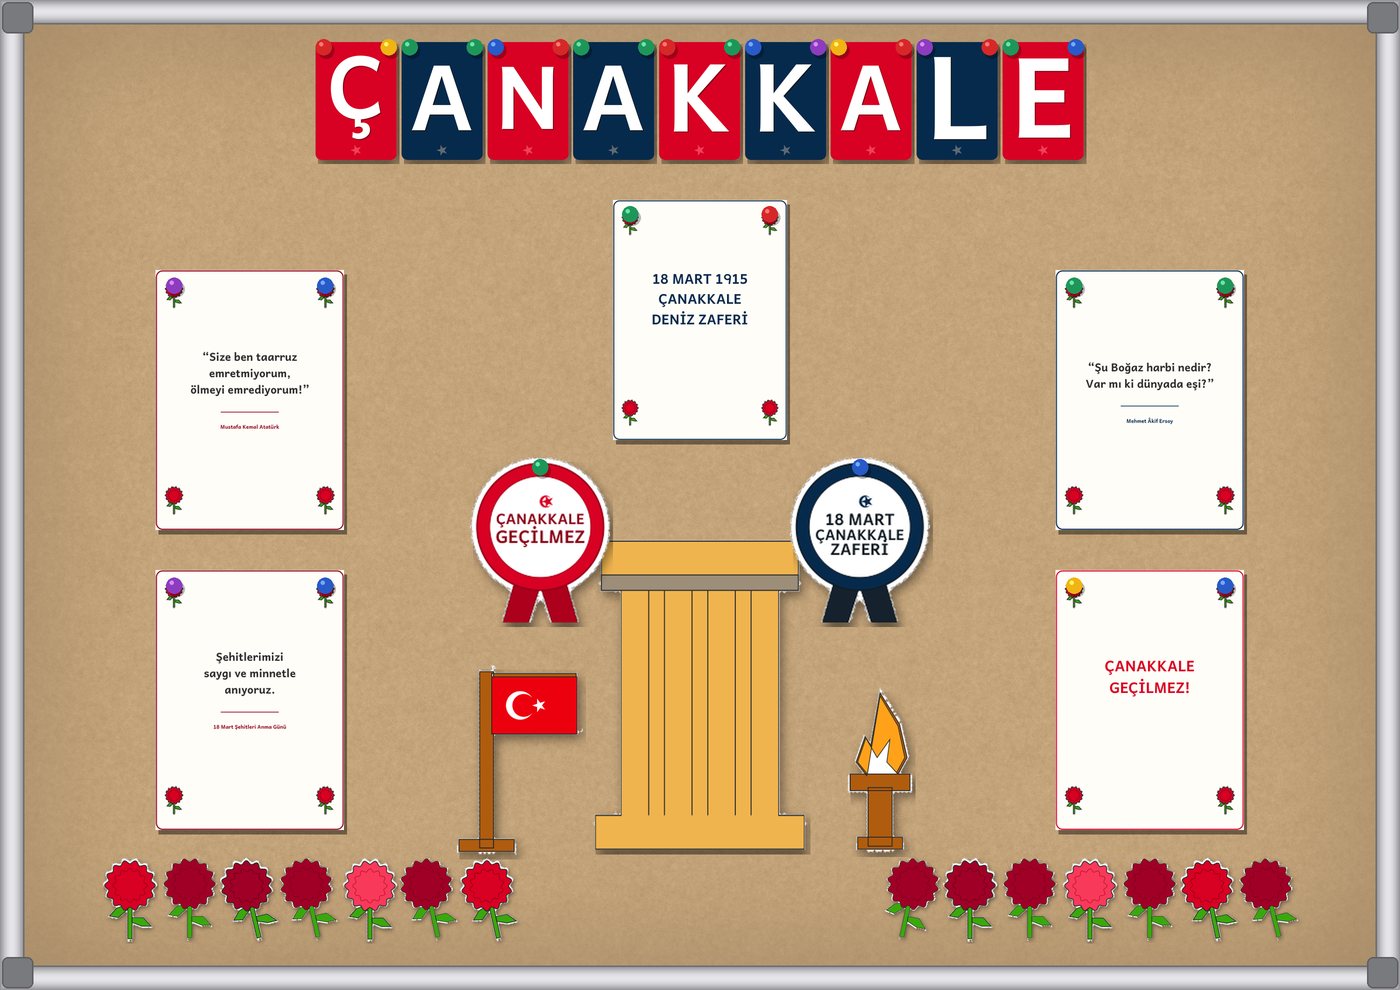 ÇANAKKALE
18 MART 1915
ÇANAKKALE
DENİZ ZAFERİ
“Size ben taarruz
emretmiyorum,
ölmeyi emrediyorum!”
Mustafa Kemal Atatürk
“Şu Boğaz harbi nedir?
Var mı ki dünyada eşi?”
Mehmet Âkif Ersoy
ÇANAKKALE
GEÇİLMEZ
18 MART
ÇANAKKALE
ZAFERİ
Şehitlerimizi
saygı ve minnetle
anıyoruz.
18 Mart Şehitleri Anma Günü
ÇANAKKALE
GEÇİLMEZ!